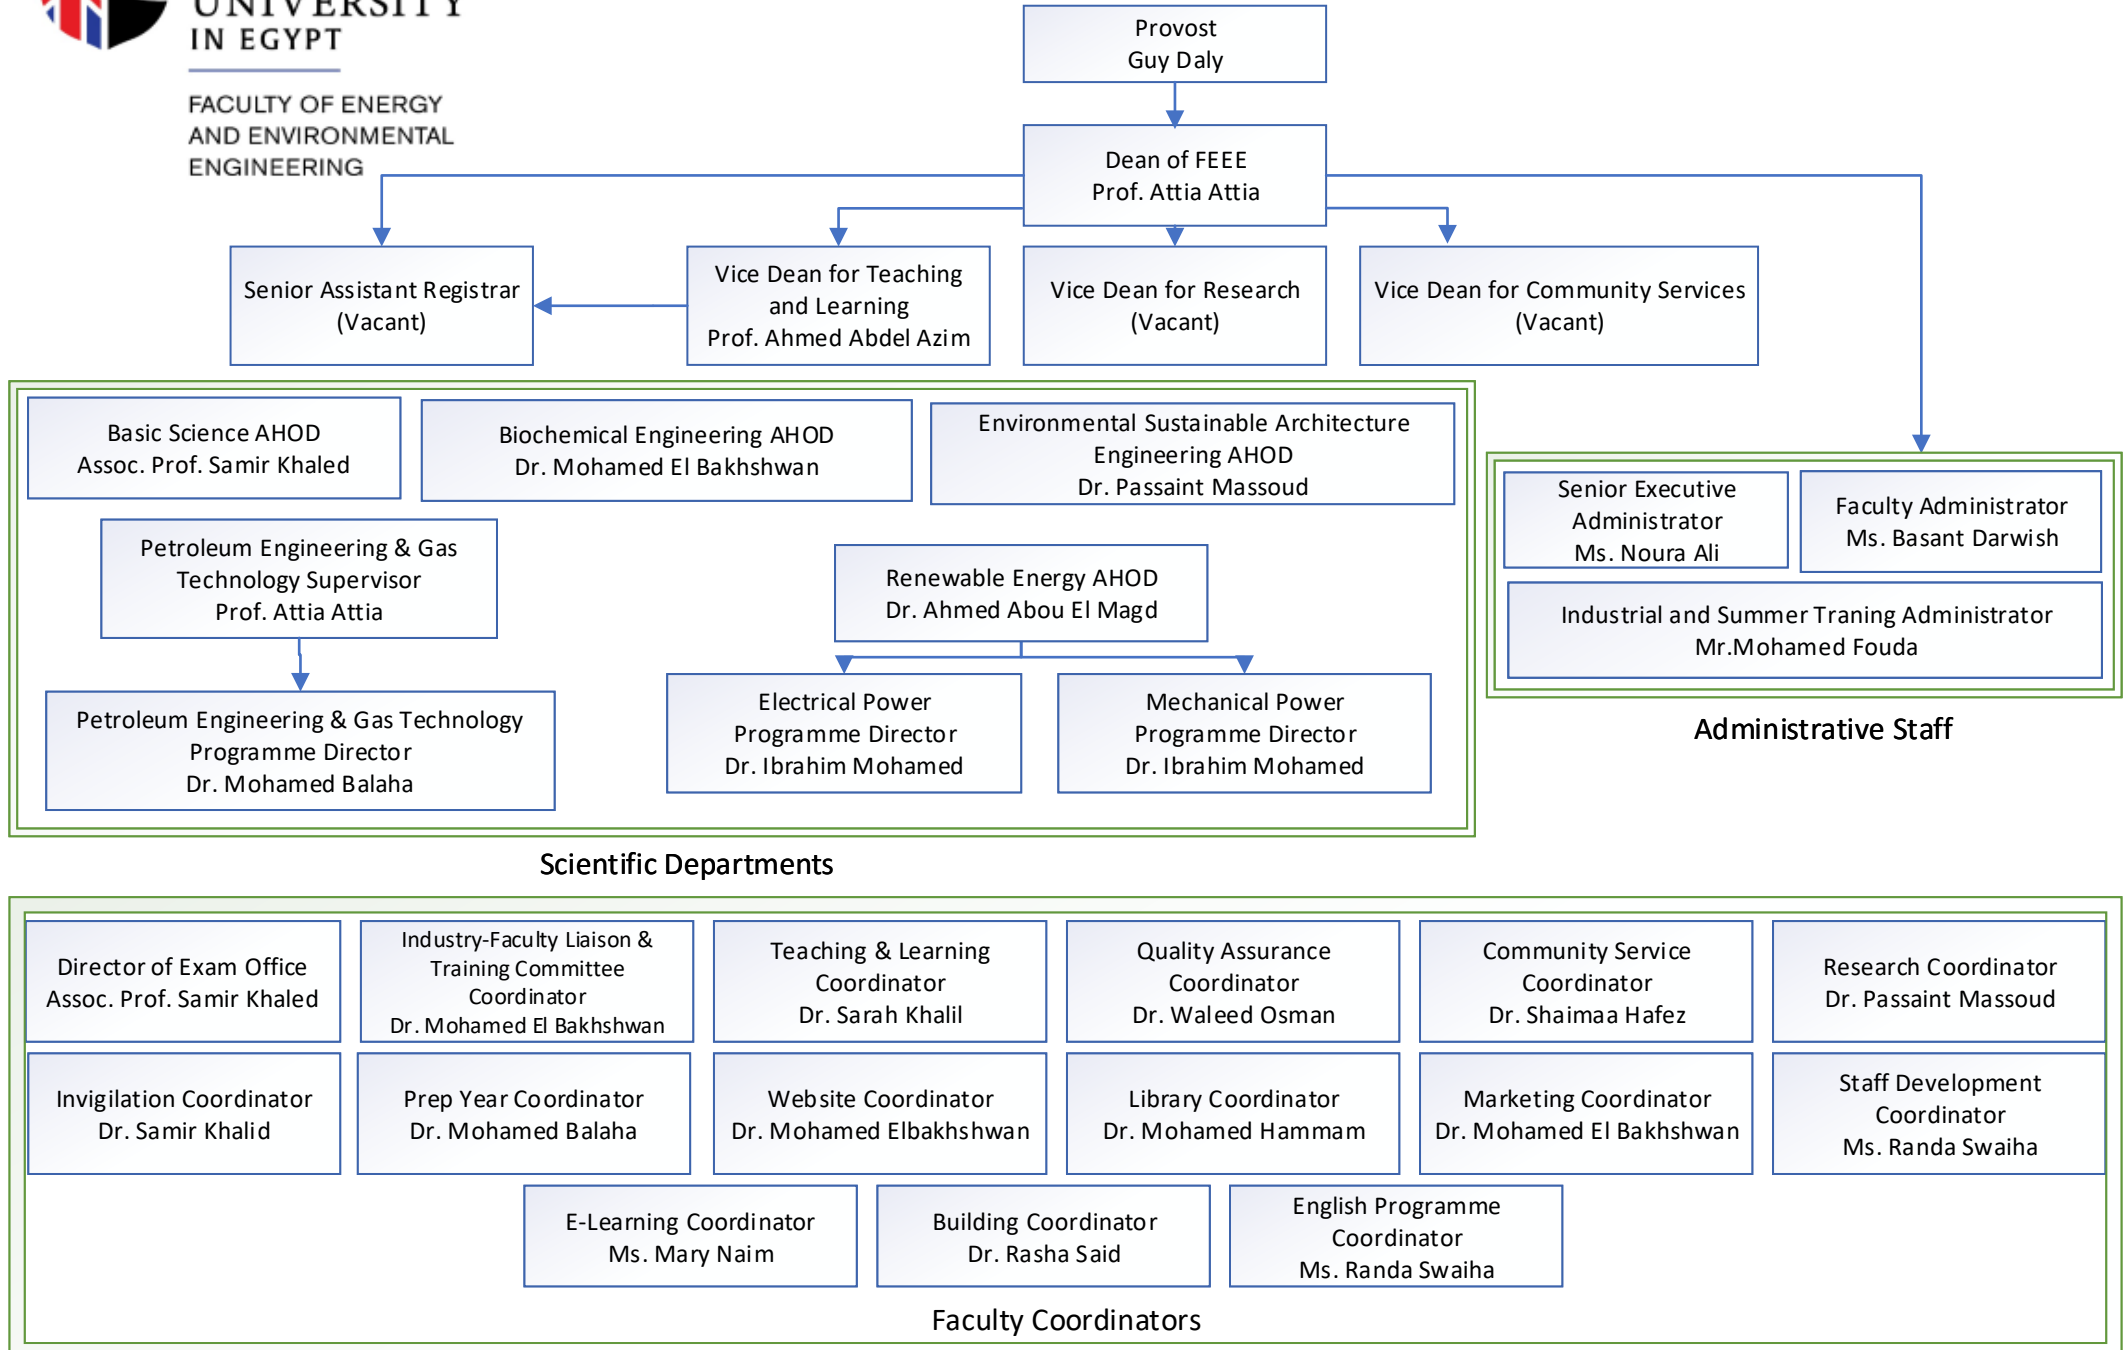 UNIVERSITY
IN EGYPT
FACULTY OF ENERGY
AND ENVIRONMENTAL
ENGINEERING
Provost
Guy Daly
Dean of FEEE
Prof. Attia Attia
Senior Assistant Registrar
(Vacant)
Vice Dean for Teaching
and Learning
Prof. Ahmed Abdel Azim
Vice Dean for Research
(Vacant)
Vice Dean for Community Services
(Vacant)
Basic Science AHOD
Assoc. Prof. Samir Khaled
Biochemical Engineering AHOD
Dr. Mohamed El Bakhshwan
Environmental Sustainable Architecture
Engineering AHOD
Dr. Passaint Massoud
Petroleum Engineering & Gas
Technology Supervisor
Prof. Attia Attia
Renewable Energy AHOD
Dr. Ahmed Abou El Magd
Petroleum Engineering & Gas Technology
Programme Director
Dr. Mohamed Balaha
Electrical Power
Programme Director
Dr. Ibrahim Mohamed
Mechanical Power
Programme Director
Dr. Ibrahim Mohamed
Scientific Departments
Senior Executive
Administrator
Ms. Noura Ali
Faculty Administrator
Ms. Basant Darwish
Industrial and Summer Traning Administrator
Mr.Mohamed Fouda
Administrative Staff
Director of Exam Office
Assoc. Prof. Samir Khaled
Industry-Faculty Liaison &
Training Committee
Coordinator
Dr. Mohamed El Bakhshwan
Teaching & Learning
Coordinator
Dr. Sarah Khalil
Quality Assurance
Coordinator
Dr. Waleed Osman
Community Service
Coordinator
Dr. Shaimaa Hafez
Research Coordinator
Dr. Passaint Massoud
Invigilation Coordinator
Dr. Samir Khalid
Prep Year Coordinator
Dr. Mohamed Balaha
Website Coordinator
Dr. Mohamed Elbakhshwan
Library Coordinator
Dr. Mohamed Hammam
Marketing Coordinator
Dr. Mohamed El Bakhshwan
Staff Development
Coordinator
Ms. Randa Swaiha
E-Learning Coordinator
Ms. Mary Naim
Building Coordinator
Dr. Rasha Said
English Programme
Coordinator
Ms. Randa Swaiha
Faculty Coordinators